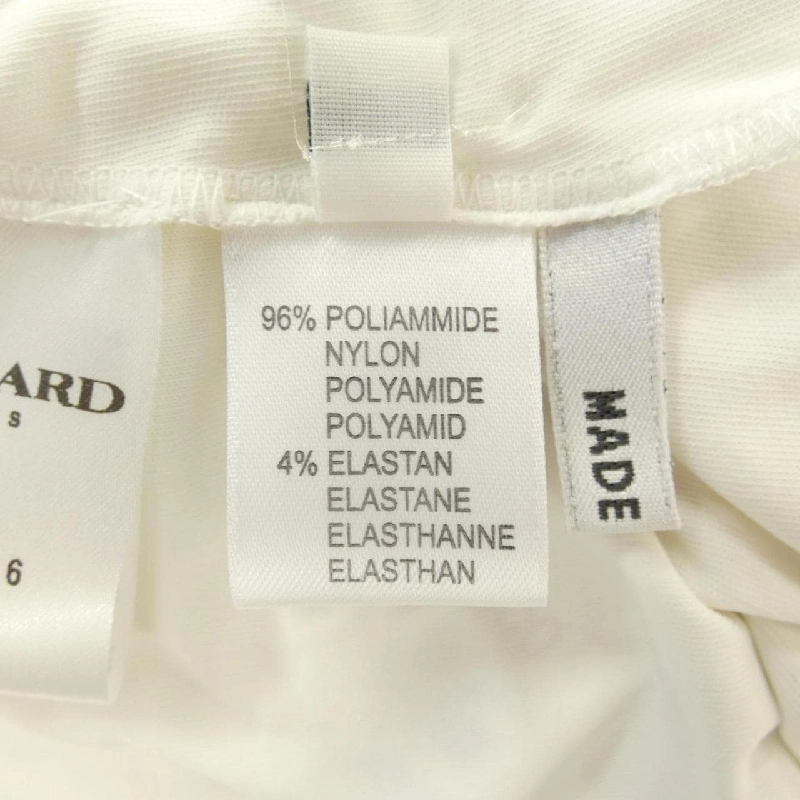 ARD
s
6
96% POLIAMMIDE
NYLON
POLYAMIDE
POLYAMID
4% ELASTAN
ELASTANE
ELASTHANNE
ELASTHAN
MADE